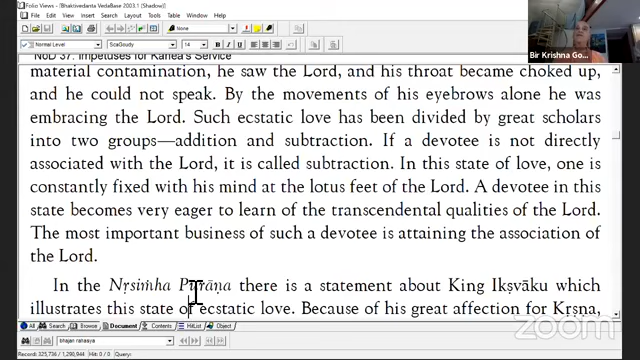 Folio Views - [Bhaktivedanta VedaBase 2003.1 (Shadow)]
File Edit View Search Layout Tools Window Help
<None>
Normal Level ScaGoudy 14
NoD 37: Impetuses for Kṛṣṇa's Service
material contamination, he saw the Lord, and his throat became choked up,
and he could not speak. By the movements of his eyebrows alone he was
embracing the Lord. Such ecstatic love has been divided by great scholars
into two groups—addition and subtraction. If a devotee is not directly
associated with the Lord, it is called subtraction. In this state of love, one is
constantly fixed with his mind at the lotus feet of the Lord. A devotee in this
state becomes very eager to learn of the transcendental qualities of the Lord.
The most important business of such a devotee is attaining the association of
the Lord.
In the Nṛsiṁha Purāṇa there is a statement about King Ikṣvāku which
illustrates this state of ecstatic love. Because of his great affection for Kṛṣṇa,
All Search Browse Document Contents HitList Object
bhajan rahasya
Record: 325,736 / 1,298,944 Hit: 0 / 0
Bir Krishna Go...
zoom